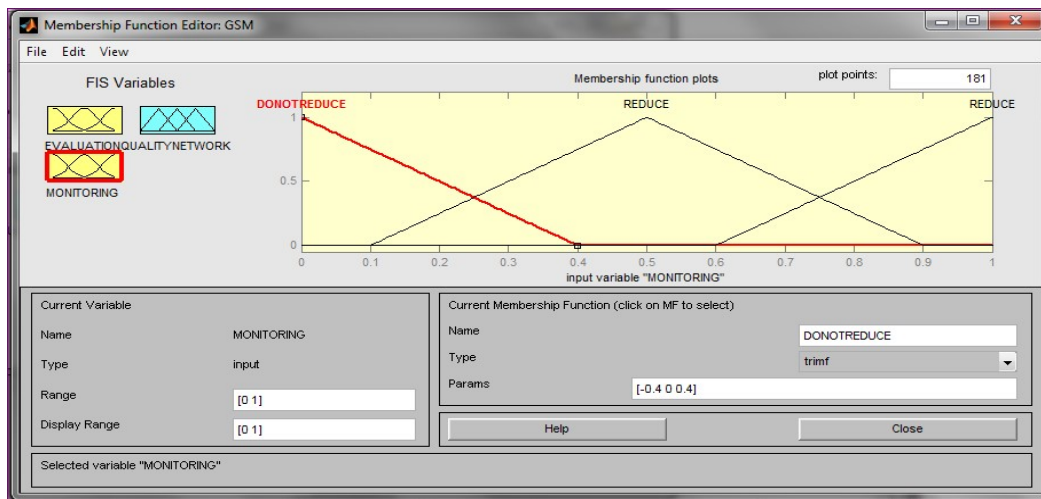 Membership Function Editor: GSM
File Edit View
FIS Variables
Membership function plots
plot points: 181
EVALUATIONQUALITYNETWORK
MONITORING
DONOTREDUCE REDUCE REDUCE
1
0.5
0
0 0.1 0.2 0.3 0.4 0.5 0.6 0.7 0.8 0.9 1
input variable "MONITORING"
Current Variable
Name MONITORING
Type input
Range [0 1]
Display Range [0 1]
Current Membership Function (click on MF to select)
Name DONOTREDUCE
Type trimf
Params [-0.4 0 0.4]
Help Close
Selected variable "MONITORING"